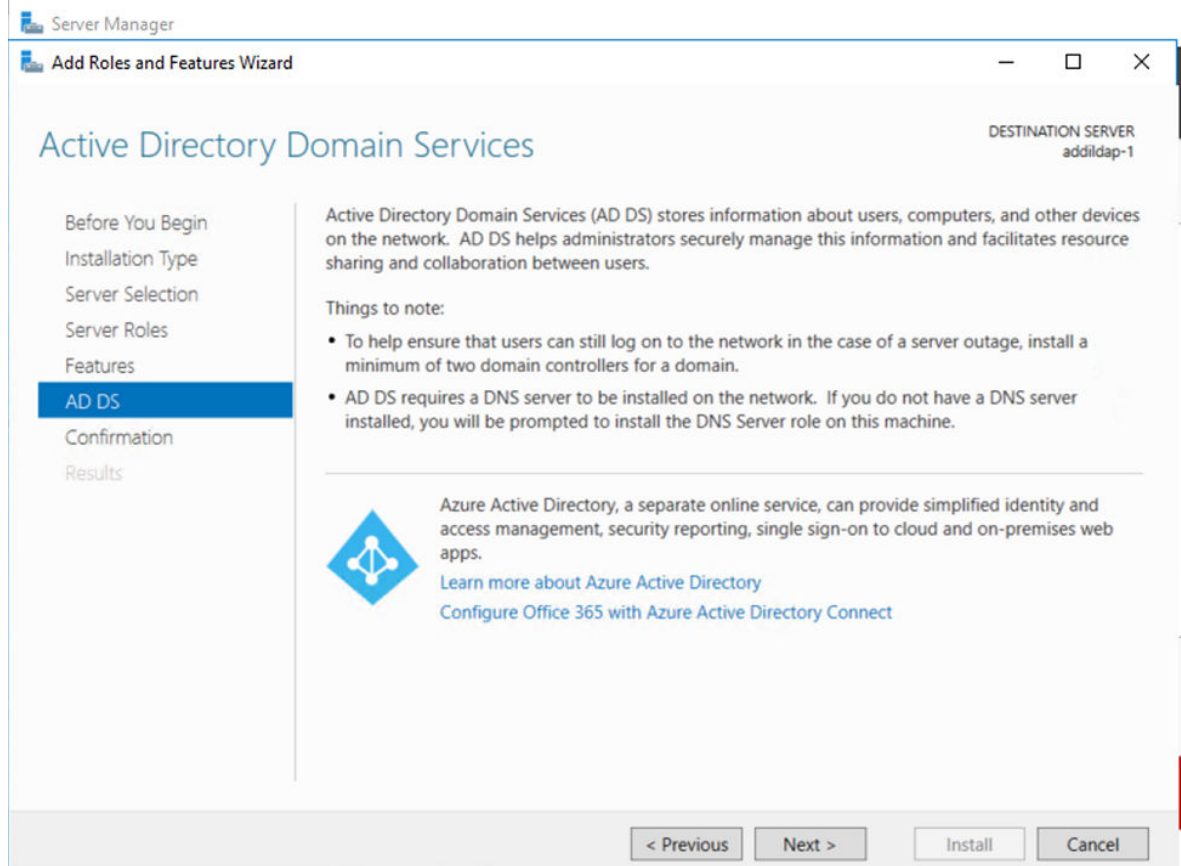 Server Manager
Add Roles and Features Wizard
Active Directory Domain Services
DESTINATION SERVER
addildap-1
Before You Begin
Installation Type
Server Selection
Server Roles
Features
AD DS
Confirmation
Results
Active Directory Domain Services (AD DS) stores information about users, computers, and other devices
on the network. AD DS helps administrators securely manage this information and facilitates resource
sharing and collaboration between users.
Things to note:
• To help ensure that users can still log on to the network in the case of a server outage, install a
minimum of two domain controllers for a domain.
• AD DS requires a DNS server to be installed on the network. If you do not have a DNS server
installed, you will be prompted to install the DNS Server role on this machine.
Azure Active Directory, a separate online service, can provide simplified identity and
access management, security reporting, single sign-on to cloud and on-premises web
apps.
Learn more about Azure Active Directory
Configure Office 365 with Azure Active Directory Connect
< Previous
Next >
Install
Cancel